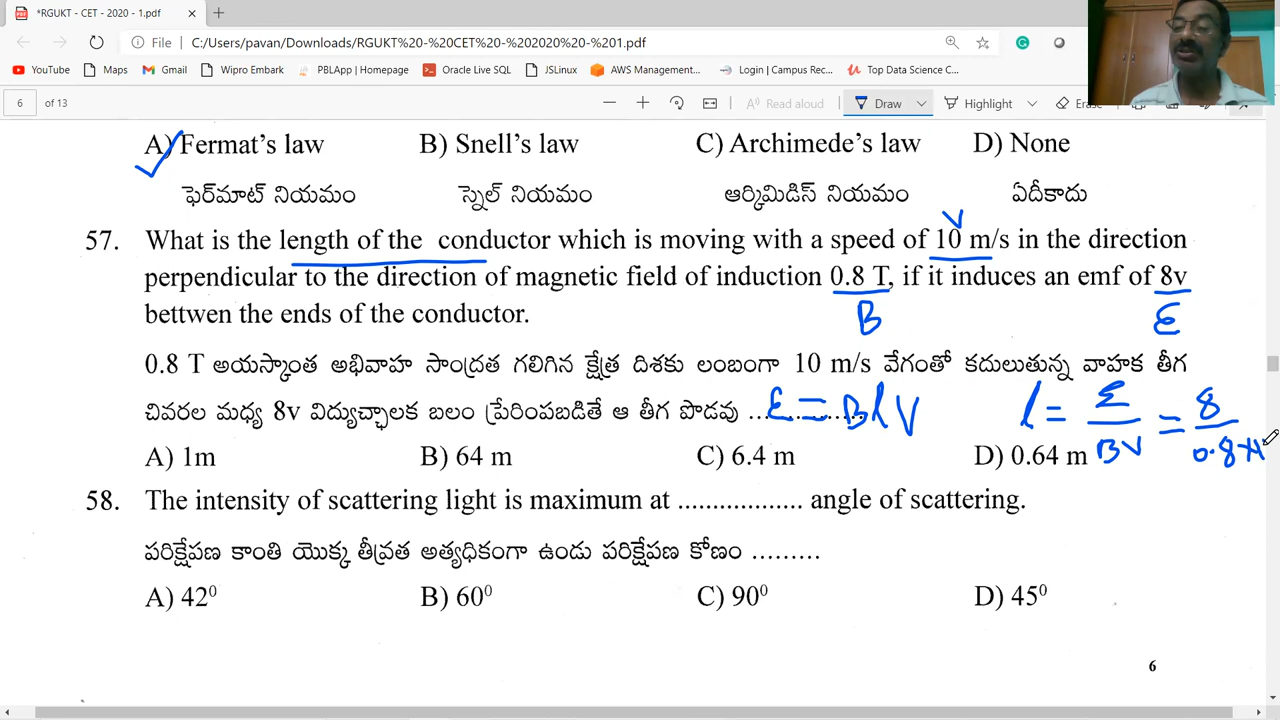 *RGUKT - CET - 2020 - 1.pdf
File C:/Users/pavan/Downloads/RGUKT%20-%20CET%20-%202020%20-%201.pdf
YouTube Maps Gmail Wipro Embark PBLApp | Homepage Oracle Live SQL JSLinux AWS Management... Login | Campus Rec... Top Data Science C...
6 of 13 Read aloud Draw Highlight Erase
A) Fermat's law B) Snell's law C) Archimede's law D) None
ఫెర్‌మాట్ నియమం స్నెల్ నియమం ఆర్కిమిడిస్ నియమం ఏదీకాదు
V
57. What is the length of the conductor which is moving with a speed of 10 m/s in the direction
perpendicular to the direction of magnetic field of induction 0.8 T, if it induces an emf of 8v
bettwen the ends of the conductor.
B ε
0.8 T అయస్కాంత అభివాహ సాంద్రత గలిగిన క్షేత్ర దిశకు లంబంగా 10 m/s వేగంతో కదులుతున్న వాహక తీగ
చివరల మధ్య 8v విద్యుచ్ఛాలక బలం ప్రేరింపబడితే ఆ తీగ పొడవు ..................
ε = BlV l = ε/BV = 8/0.8×1
A) 1m B) 64 m C) 6.4 m D) 0.64 m
58. The intensity of scattering light is maximum at .................. angle of scattering.
పరిక్షేపణ కాంతి యొక్క తీవ్రత అత్యధికంగా ఉండు పరిక్షేపణ కోణం .........
A) 42⁰ B) 60⁰ C) 90⁰ D) 45⁰
6